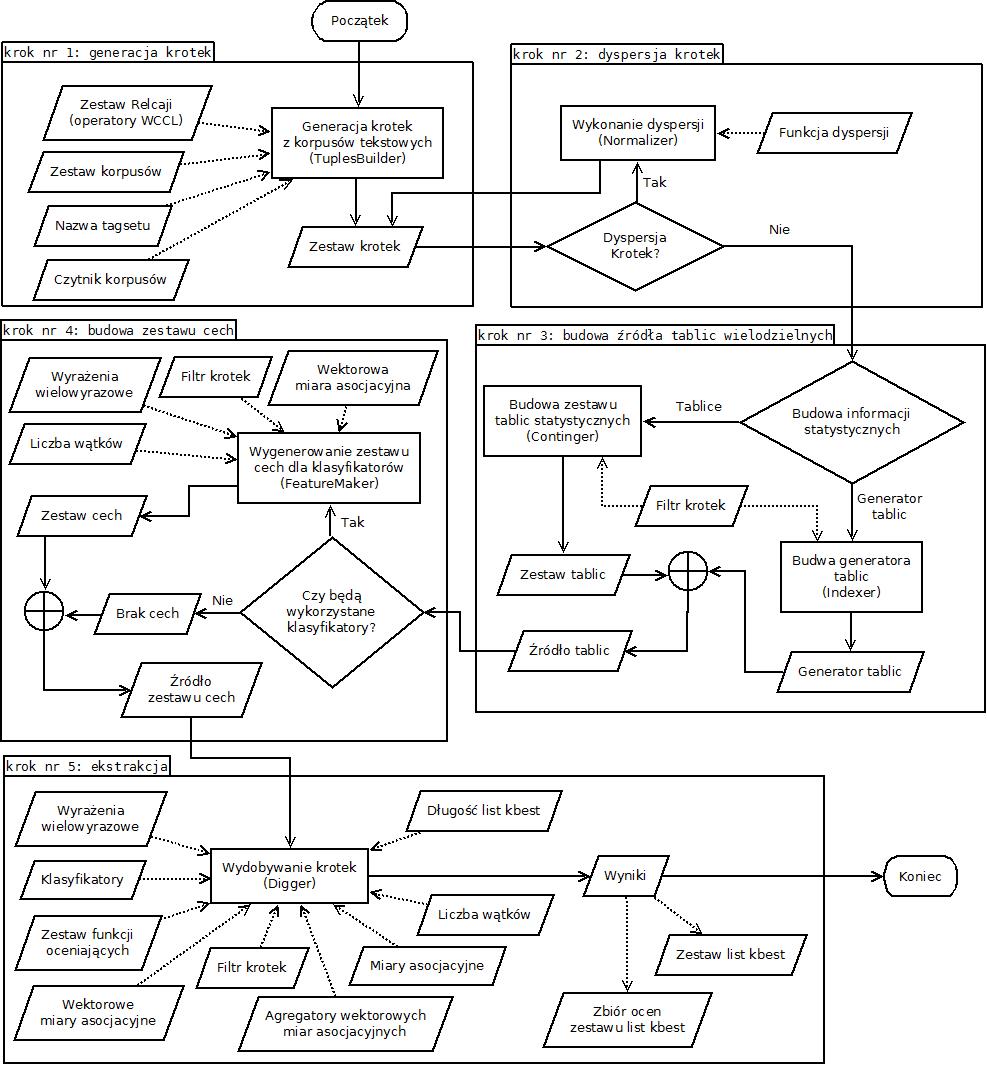 Początek
krok nr 1: generacja krotek
Zestaw Relcaji
(operatory WCCL)
Zestaw korpusów
Nazwa tagsetu
Czytnik korpusów
Generacja krotek
z korpusów tekstowych
(TuplesBuilder)
Zestaw krotek
krok nr 2: dyspersja krotek
Wykonanie dyspersji
(Normalizer)
Funkcja dyspersji
Tak
Dyspersja
Krotek?
Nie
krok nr 3: budowa źródła tablic wielodzielnych
Budowa zestawu
tablic statystycznych
(Continger)
Tablice
Budowa informacji
statystycznych
Filtr krotek
Generator
tablic
Zestaw tablic
Budwa generatora
tablic
(Indexer)
Źródło tablic
Generator tablic
krok nr 4: budowa zestawu cech
Wyrażenia
wielowyrazowe
Filtr krotek
Wektorowa
miara asocjacyjna
Liczba wątków
Wygenerowanie zestawu
cech dla klasyfikatorów
(FeatureMaker)
Zestaw cech
Tak
Czy będą
wykorzystane
klasyfikatory?
Nie
Brak cech
Źródło
zestawu cech
krok nr 5: ekstrakcja
Wyrażenia
wielowyrazowe
Długość list kbest
Klasyfikatory
Wydobywanie krotek
(Digger)
Wyniki
Koniec
Zestaw funkcji
oceniających
Liczba wątków
Filtr krotek
Miary asocjacyjne
Zestaw list kbest
Wektorowe
miary asocjacyjne
Agregatory wektorowych
miar asocjacyjnych
Zbiór ocen
zestawu list kbest